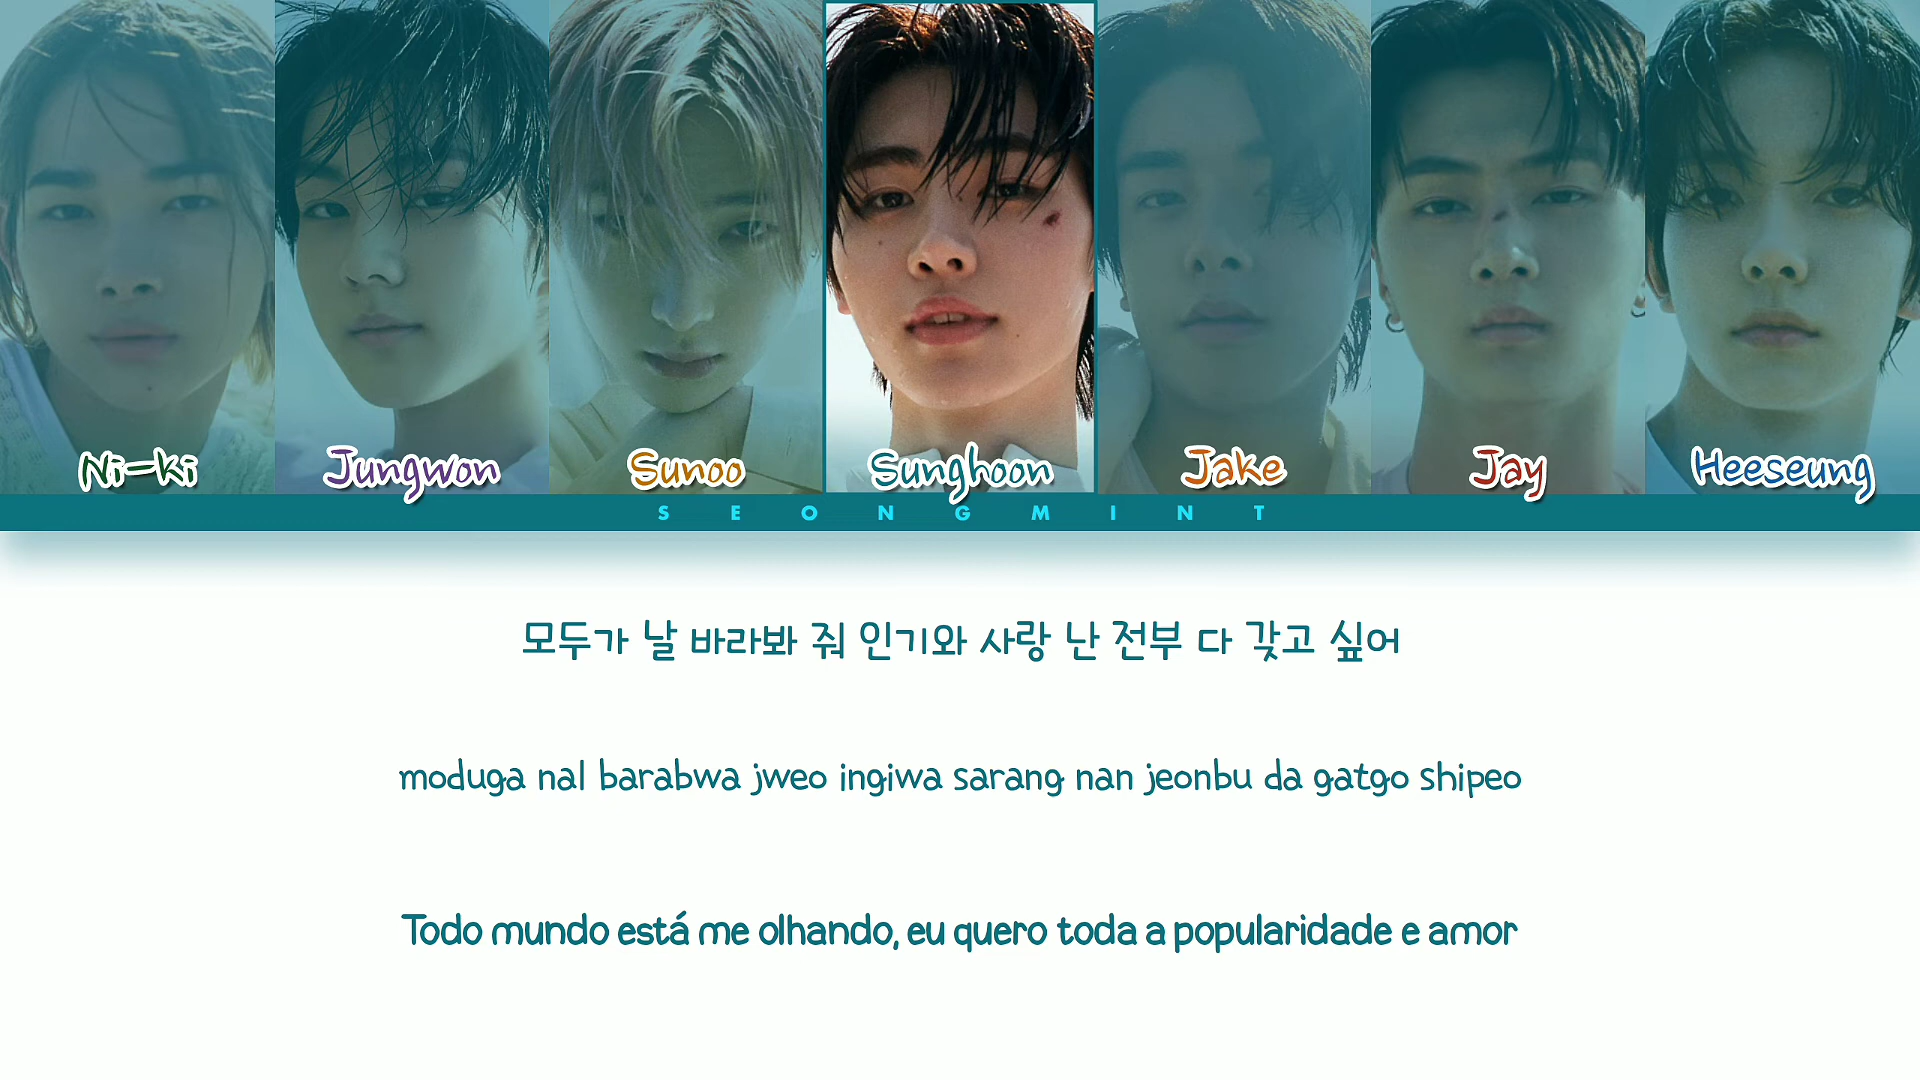 Ni-ki Jungwon Sunoo Sunghoon Jake Jay Heeseung
SEONGMINT
모두가 날 바라봐 줘 인기와 사랑 난 전부 다 갖고 싶어
moduga nal barabwa jweo ingiwa sarang nan jeonbu da gatgo shipeo
Todo mundo está me olhando, eu quero toda a popularidade e amor